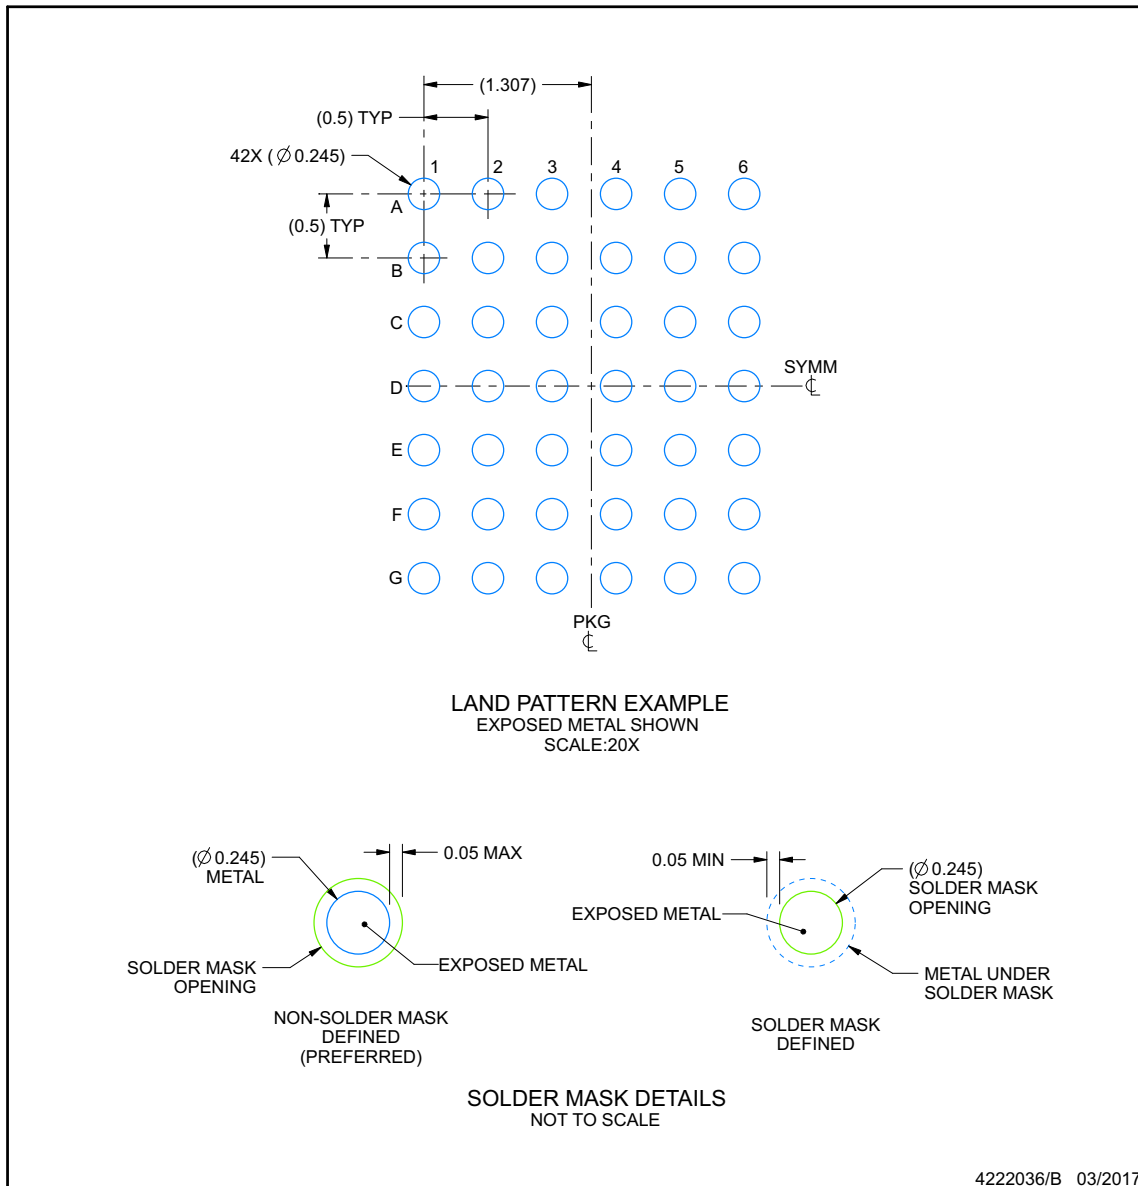 (1.307)
(0.5) TYP
42X (∅0.245)
1 2 3 4 5 6
A
(0.5) TYP
B
C
SYMM
D
E
F
G
PKG
LAND PATTERN EXAMPLE
EXPOSED METAL SHOWN
SCALE:20X
(∅0.245)
METAL
0.05 MAX
SOLDER MASK
OPENING
EXPOSED METAL
NON-SOLDER MASK
DEFINED
(PREFERRED)
0.05 MIN
(∅0.245)
SOLDER MASK
OPENING
EXPOSED METAL
METAL UNDER
SOLDER MASK
SOLDER MASK
DEFINED
SOLDER MASK DETAILS
NOT TO SCALE
4222036/B 03/2017